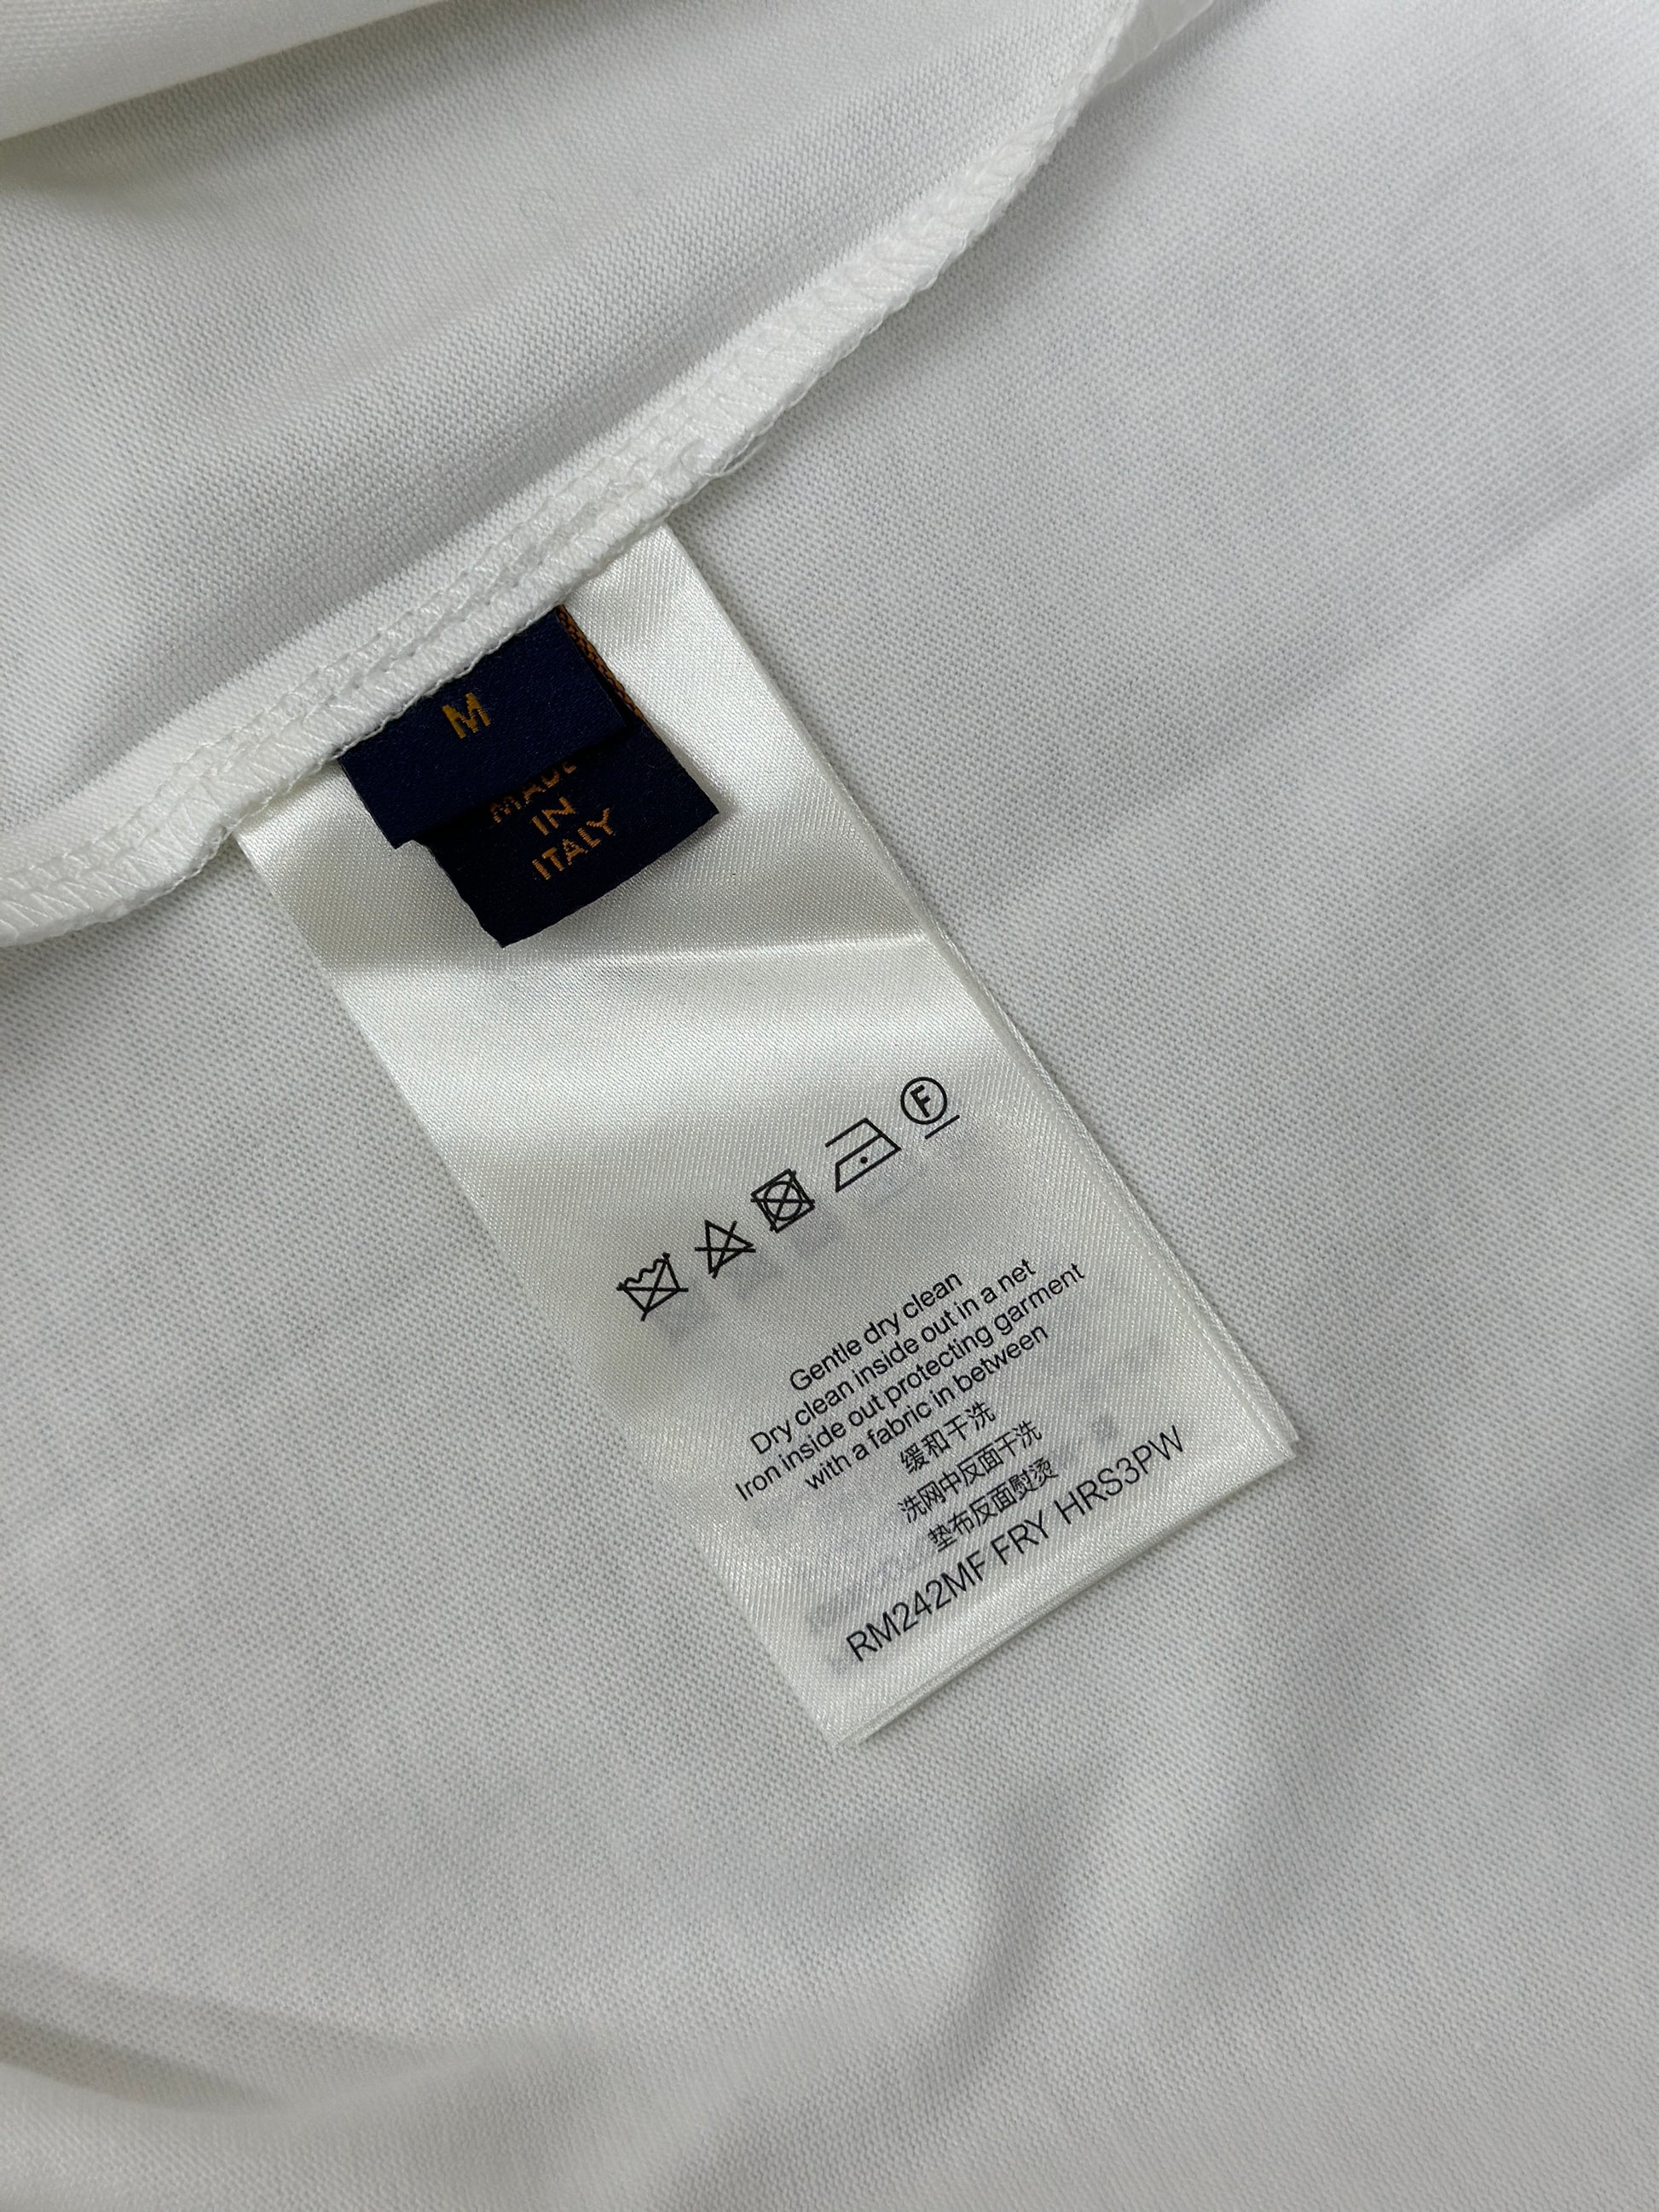 M
MADE
IN
ITALY
F
Gentle dry clean
Dry clean inside out in a net
Iron inside out protecting garment
with a fabric in between
缓和干洗
洗网中反面干洗
垫布反面熨烫
RM242MF FRY HRS3PW